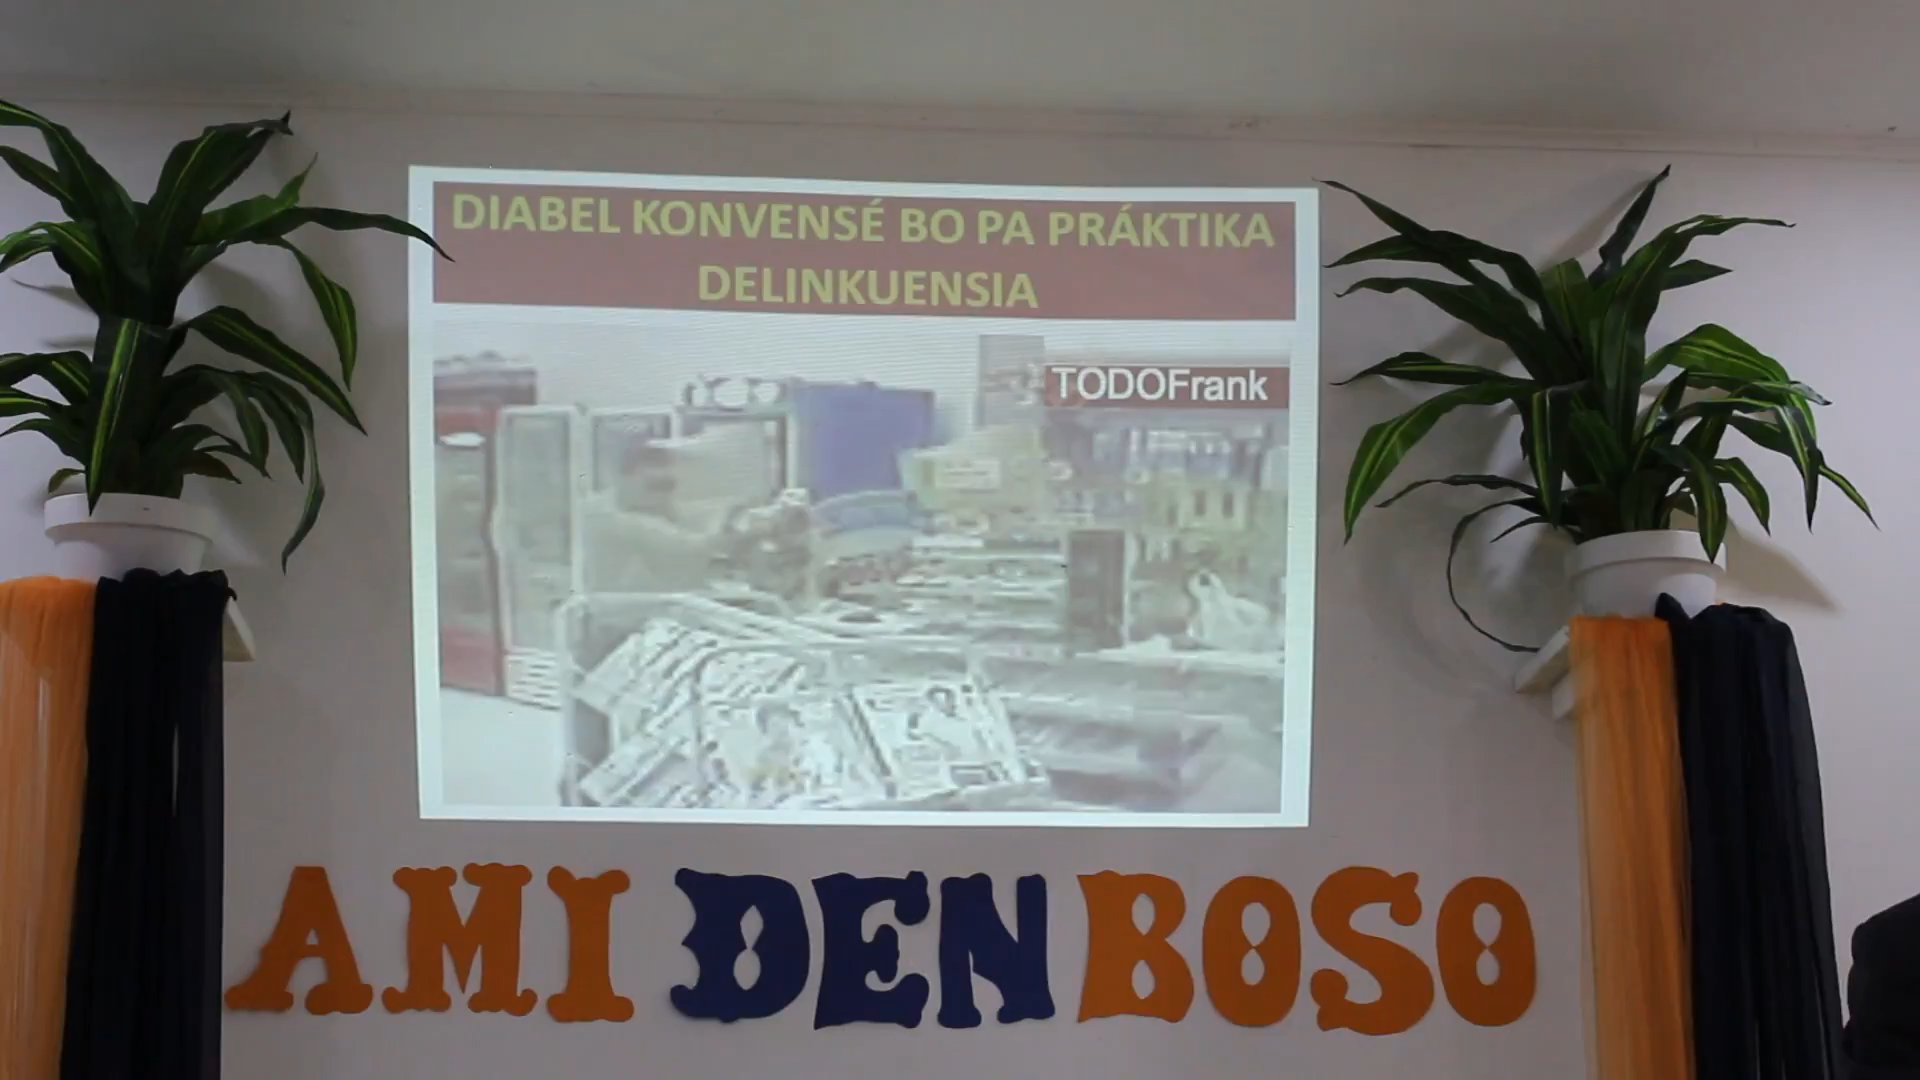 DIABEL KONVENSÉ BO PA PRÁKTIKA
DELINKUENSIA
TODOFrank
AMI DEN BOSO